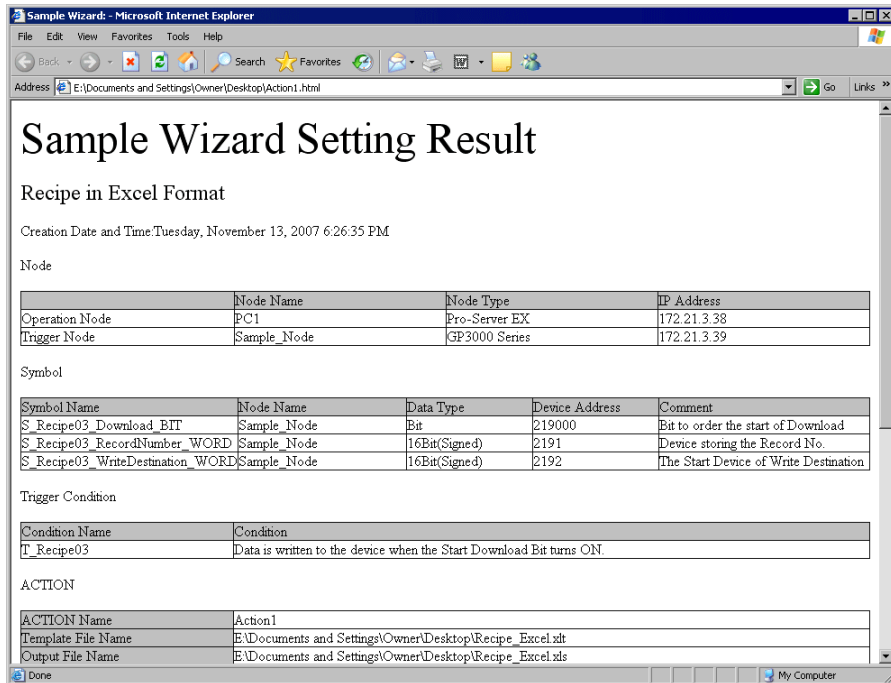 Sample Wizard: - Microsoft Internet Explorer
File Edit View Favorites Tools Help
Back Search Favorites
Address E:\Documents and Settings\Owner\Desktop\Action1.html Go Links »
Sample Wizard Setting Result
Recipe in Excel Format
Creation Date and Time:Tuesday, November 13, 2007 6:26:35 PM
Node
Node Name Node Type IP Address
Operation Node PC1 Pro-Server EX 172.21.3.38
Trigger Node Sample_Node GP3000 Series 172.21.3.39
Symbol
Symbol Name Node Name Data Type Device Address Comment
S_Recipe03_Download_BIT Sample_Node Bit 219000 Bit to order the start of Download
S_Recipe03_RecordNumber_WORD Sample_Node 16Bit(Signed) 2191 Device storing the Record No.
S_Recipe03_WriteDestination_WORD Sample_Node 16Bit(Signed) 2192 The Start Device of Write Destination
Trigger Condition
Condition Name Condition
T_Recipe03 Data is written to the device when the Start Download Bit turns ON.
ACTION
ACTION Name Action1
Template File Name E:\Documents and Settings\Owner\Desktop\Recipe_Excel.xlt
Output File Name E:\Documents and Settings\Owner\Desktop\Recipe_Excel.xls
Done My Computer